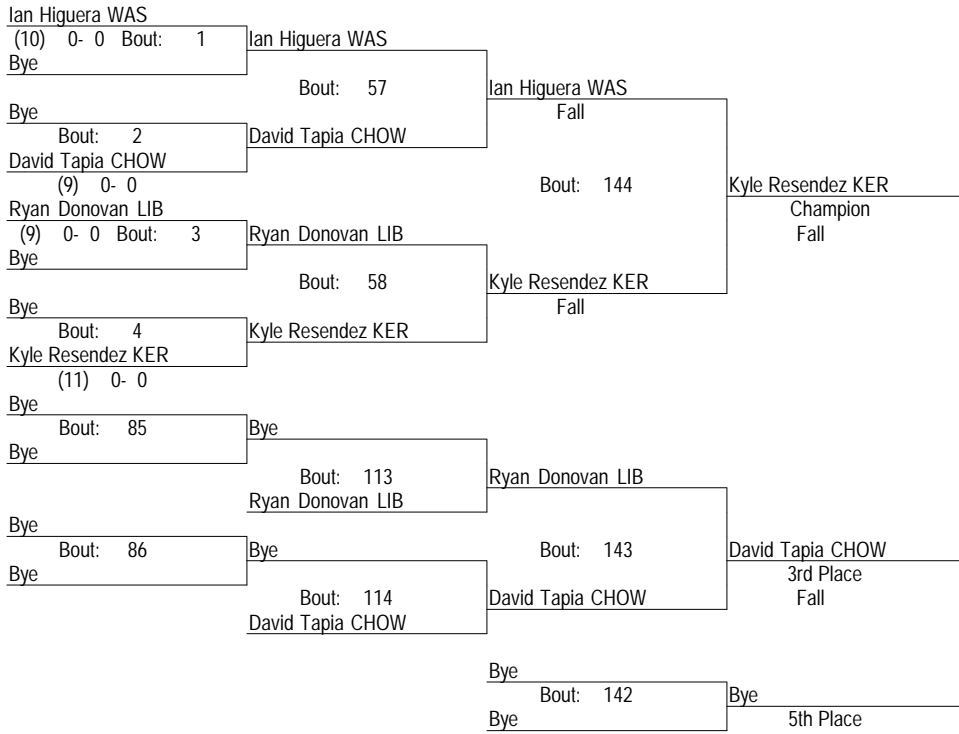 Ian Higuera WAS
(10) 0- 0 Bout: 1 Ian Higuera WAS
Bye
Bout: 57 Ian Higuera WAS
Bye Fall
Bout: 2 David Tapia CHOW
David Tapia CHOW
(9) 0- 0 Bout: 144 Kyle Resendez KER
Ryan Donovan LIB Champion
(9) 0- 0 Bout: 3 Ryan Donovan LIB Fall
Bye
Bout: 58 Kyle Resendez KER
Bye Fall
Bout: 4 Kyle Resendez KER
Kyle Resendez KER
(11) 0- 0
Bye
Bout: 85 Bye
Bye
Bout: 113 Ryan Donovan LIB
Ryan Donovan LIB
Bye
Bout: 86 Bye Bout: 143 David Tapia CHOW
Bye 3rd Place
Bout: 114 David Tapia CHOW Fall
David Tapia CHOW
Bye
Bout: 142 Bye
Bye 5th Place